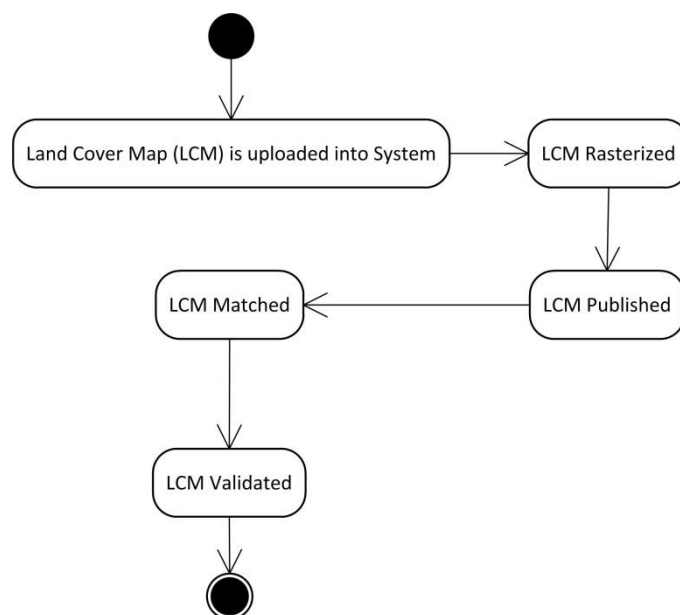 Land Cover Map (LCM) is uploaded into System
LCM Rasterized
LCM Published
LCM Matched
LCM Validated